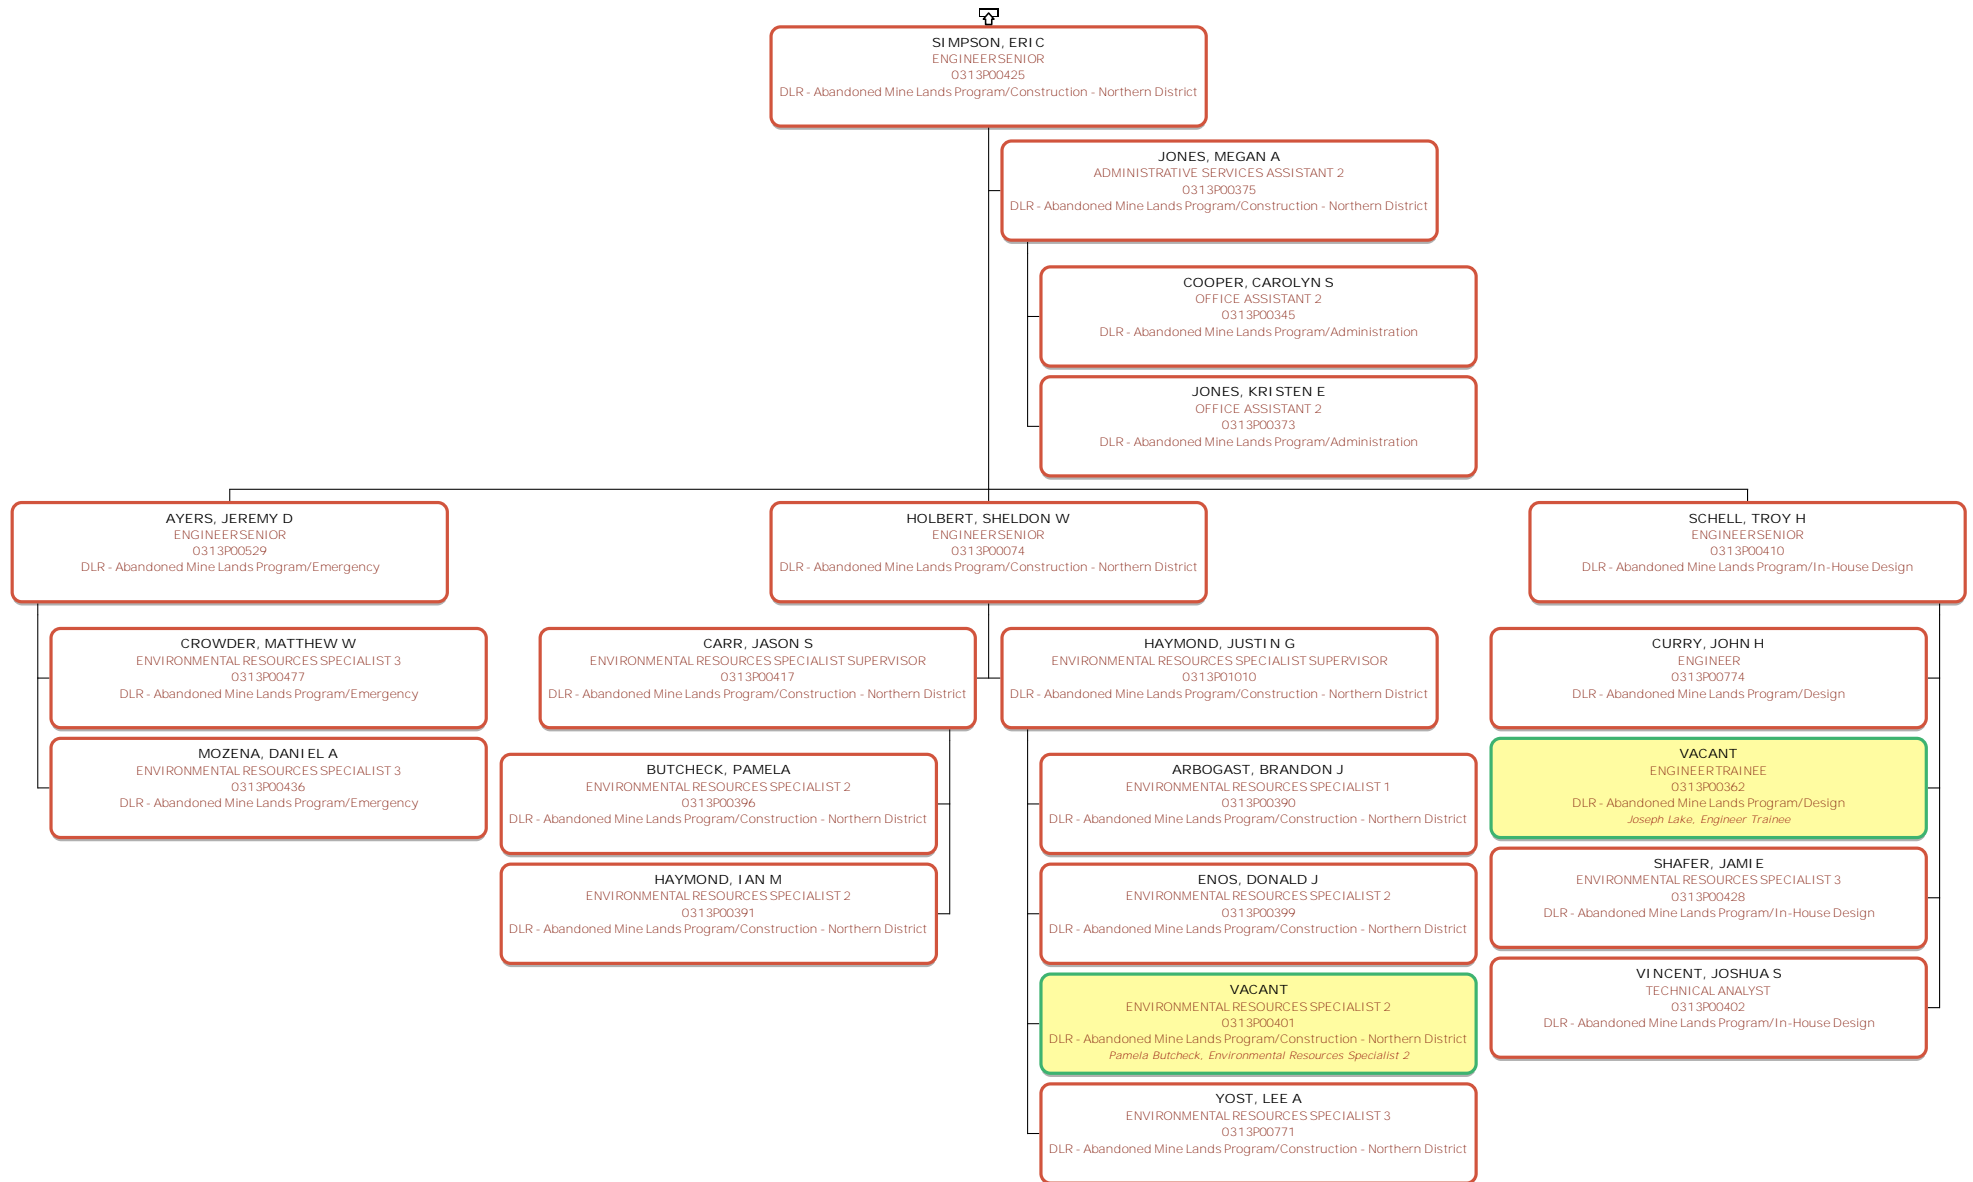 SIMPSON, ERIC
ENGINEER SENIOR
0313P00425
DLR - Abandoned Mine Lands Program/Construction - Northern District
JONES, MEGAN A
ADMINISTRATIVE SERVICES ASSISTANT 2
0313P00375
DLR - Abandoned Mine Lands Program/Construction - Northern District
COOPER, CAROLYN S
OFFICE ASSISTANT 2
0313P00345
DLR - Abandoned Mine Lands Program/Administration
JONES, KRISTEN E
OFFICE ASSISTANT 2
0313P00373
DLR - Abandoned Mine Lands Program/Administration
AYERS, JEREMY D
ENGINEER SENIOR
0313P00529
DLR - Abandoned Mine Lands Program/Emergency
HOLBERT, SHELDON W
ENGINEER SENIOR
0313P00074
DLR - Abandoned Mine Lands Program/Construction - Northern District
SCHELL, TROY H
ENGINEER SENIOR
0313P00410
DLR - Abandoned Mine Lands Program/In-House Design
CROWDER, MATTHEW W
ENVIRONMENTAL RESOURCES SPECIALIST 3
0313P00477
DLR - Abandoned Mine Lands Program/Emergency
MOZENA, DANIEL A
ENVIRONMENTAL RESOURCES SPECIALIST 3
0313P00436
DLR - Abandoned Mine Lands Program/Emergency
CARR, JASON S
ENVIRONMENTAL RESOURCES SPECIALIST SUPERVISOR
0313P00417
DLR - Abandoned Mine Lands Program/Construction - Northern District
BUTCHECK, PAMELA
ENVIRONMENTAL RESOURCES SPECIALIST 2
0313P00396
DLR - Abandoned Mine Lands Program/Construction - Northern District
HAYMOND, IAN M
ENVIRONMENTAL RESOURCES SPECIALIST 2
0313P00391
DLR - Abandoned Mine Lands Program/Construction - Northern District
HAYMOND, JUSTIN G
ENVIRONMENTAL RESOURCES SPECIALIST SUPERVISOR
0313P01010
DLR - Abandoned Mine Lands Program/Construction - Northern District
ARBOGAST, BRANDON J
ENVIRONMENTAL RESOURCES SPECIALIST 1
0313P00390
DLR - Abandoned Mine Lands Program/Construction - Northern District
ENOS, DONALD J
ENVIRONMENTAL RESOURCES SPECIALIST 2
0313P00399
DLR - Abandoned Mine Lands Program/Construction - Northern District
VACANT
ENVIRONMENTAL RESOURCES SPECIALIST 2
0313P00401
DLR - Abandoned Mine Lands Program/Construction - Northern District
Pamela Butcheck, Environmental Resources Specialist 2
YOST, LEE A
ENVIRONMENTAL RESOURCES SPECIALIST 3
0313P00771
DLR - Abandoned Mine Lands Program/Construction - Northern District
CURRY, JOHN H
ENGINEER
0313P00774
DLR - Abandoned Mine Lands Program/Design
VACANT
ENGINEER TRAINEE
0313P00362
DLR - Abandoned Mine Lands Program/Design
Joseph Lake, Engineer Trainee
SHAFER, JAMIE
ENVIRONMENTAL RESOURCES SPECIALIST 3
0313P00428
DLR - Abandoned Mine Lands Program/In-House Design
VINCENT, JOSHUA S
TECHNICAL ANALYST
0313P00402
DLR - Abandoned Mine Lands Program/In-House Design